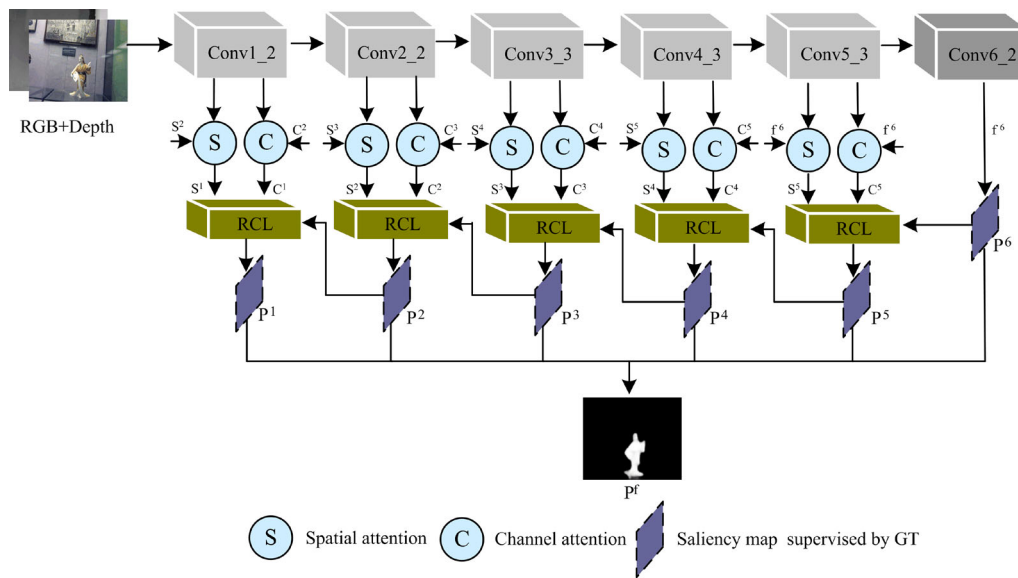 Conv1_2 Conv2_2 Conv3_3 Conv4_3 Conv5_3 Conv6_2
RGB+Depth
S² S C C² S³ S C C³ S⁴ S C C⁴ S⁵ S C C⁵ f⁶ S C f⁶ f⁶
S¹ C¹ S² C² S³ C³ S⁴ C⁴ S⁵ C⁵
RCL RCL RCL RCL RCL P⁶
P¹ P² P³ P⁴ P⁵
Pᶠ
S Spatial attention C Channel attention Saliency map supervised by GT